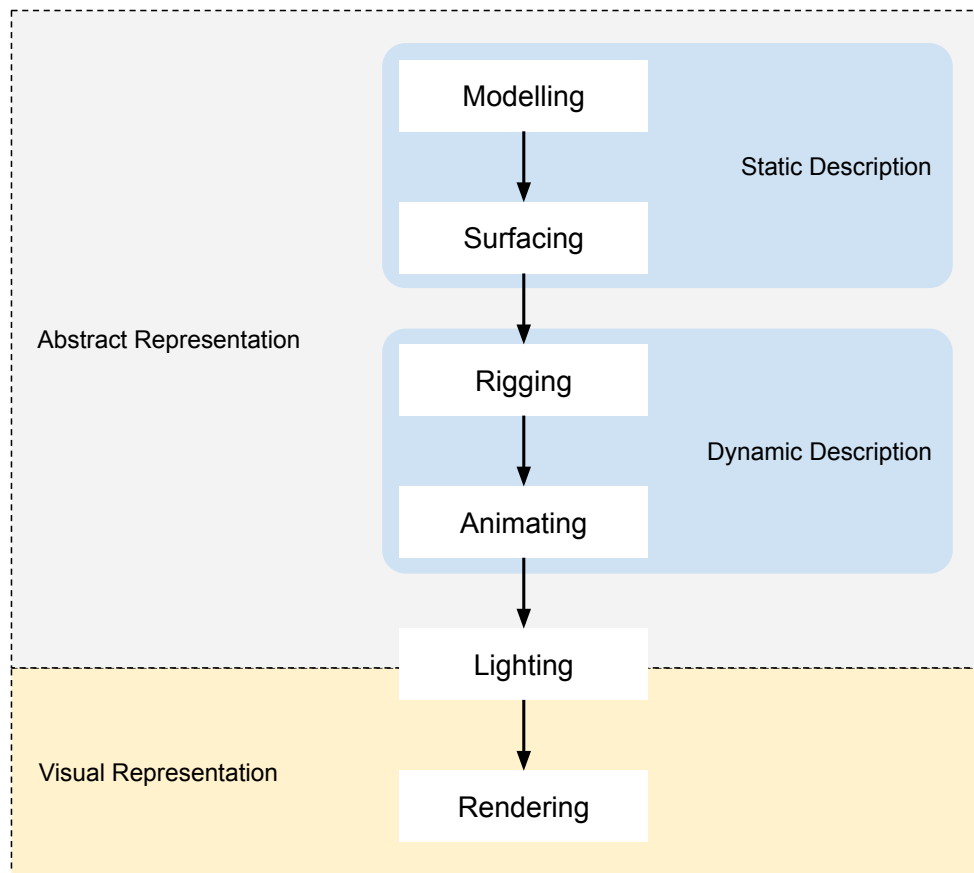 Modelling
Static Description
Surfacing
Abstract Representation
Rigging
Dynamic Description
Animating
Lighting
Visual Representation
Rendering